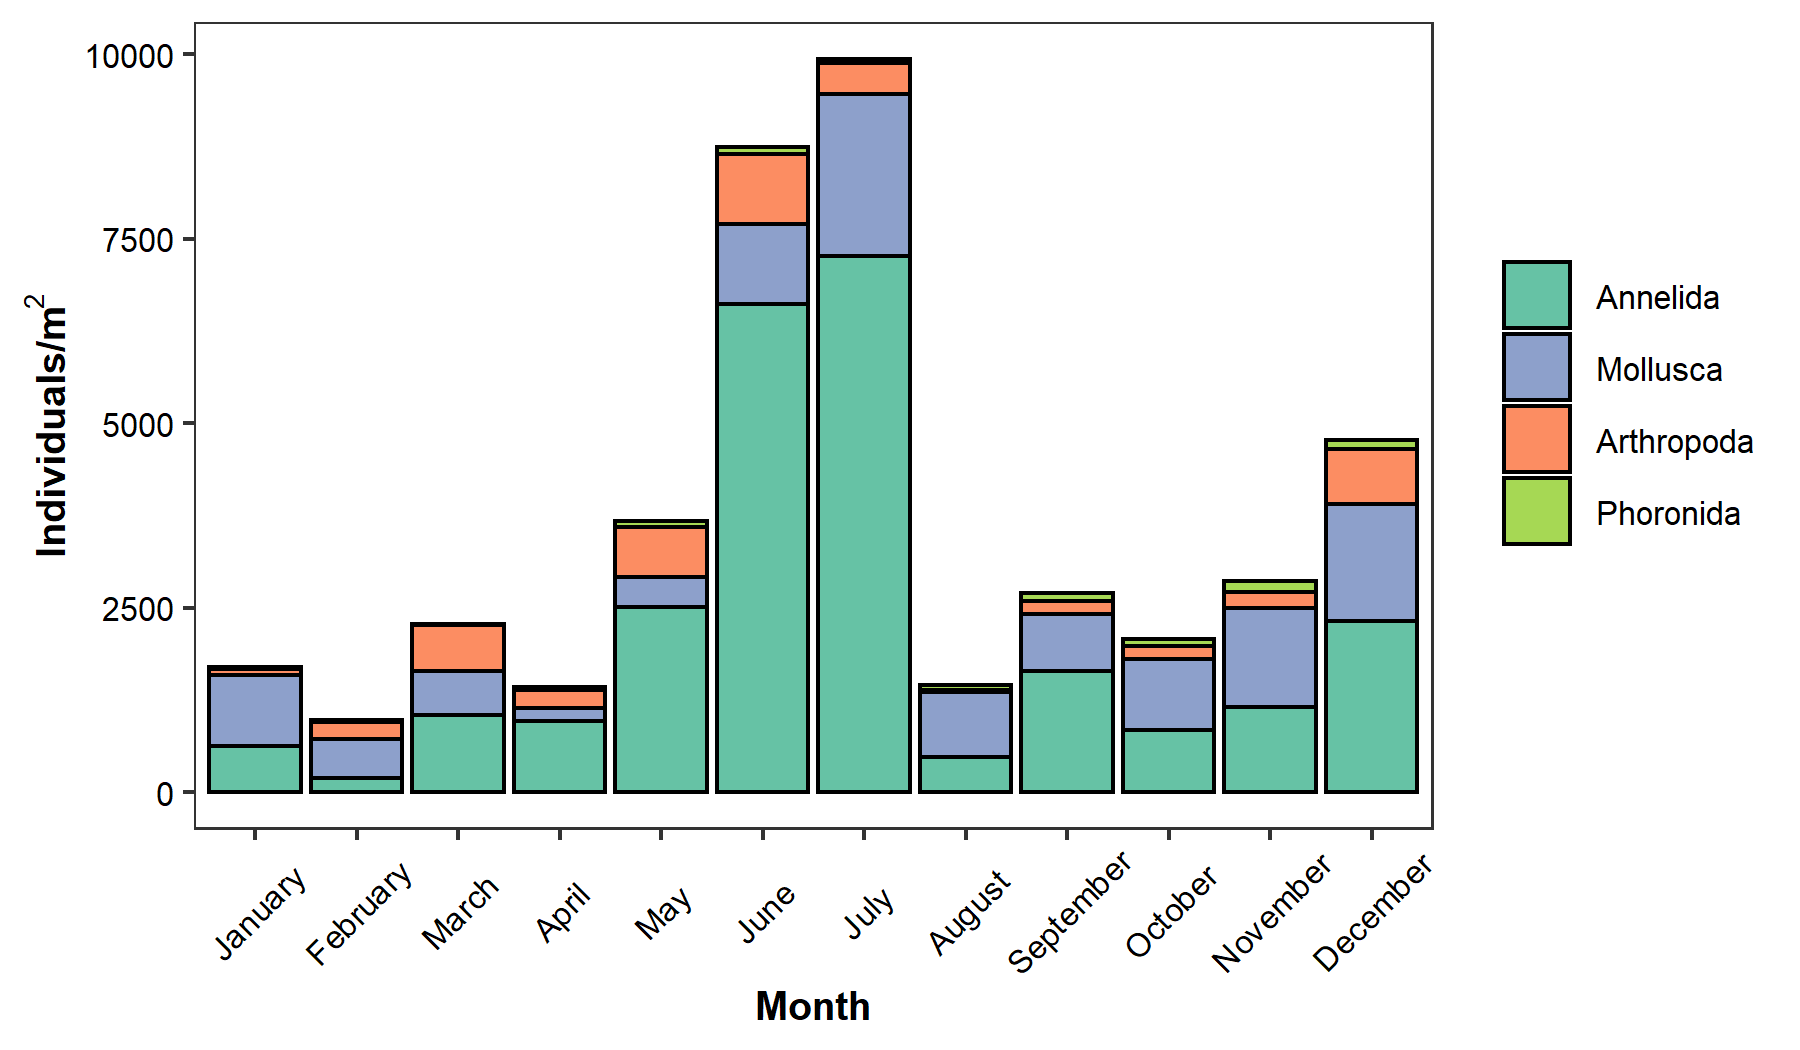 10000
7500
5000
2500
0
Individuals/m²
January
February
March
April
May
June
July
August
September
October
November
December
Month
Annelida
Mollusca
Arthropoda
Phoronida